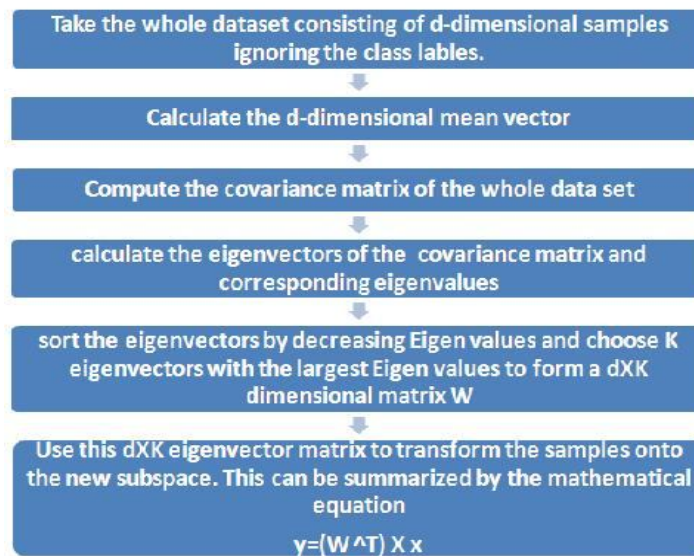 Take the whole dataset consisting of d-dimensional samples
ignoring the class lables.
Calculate the d-dimensional mean vector
Compute the covariance matrix of the whole data set
calculate the eigenvectors of the covariance matrix and
corresponding eigenvalues
sort the eigenvectors by decreasing Eigen values and choose K
eigenvectors with the largest Eigen values to form a dXK
dimensional matrix W
Use this dXK eigenvector matrix to transform the samples onto
the new subspace. This can be summarized by the mathematical
equation
y=(W ^T) X x